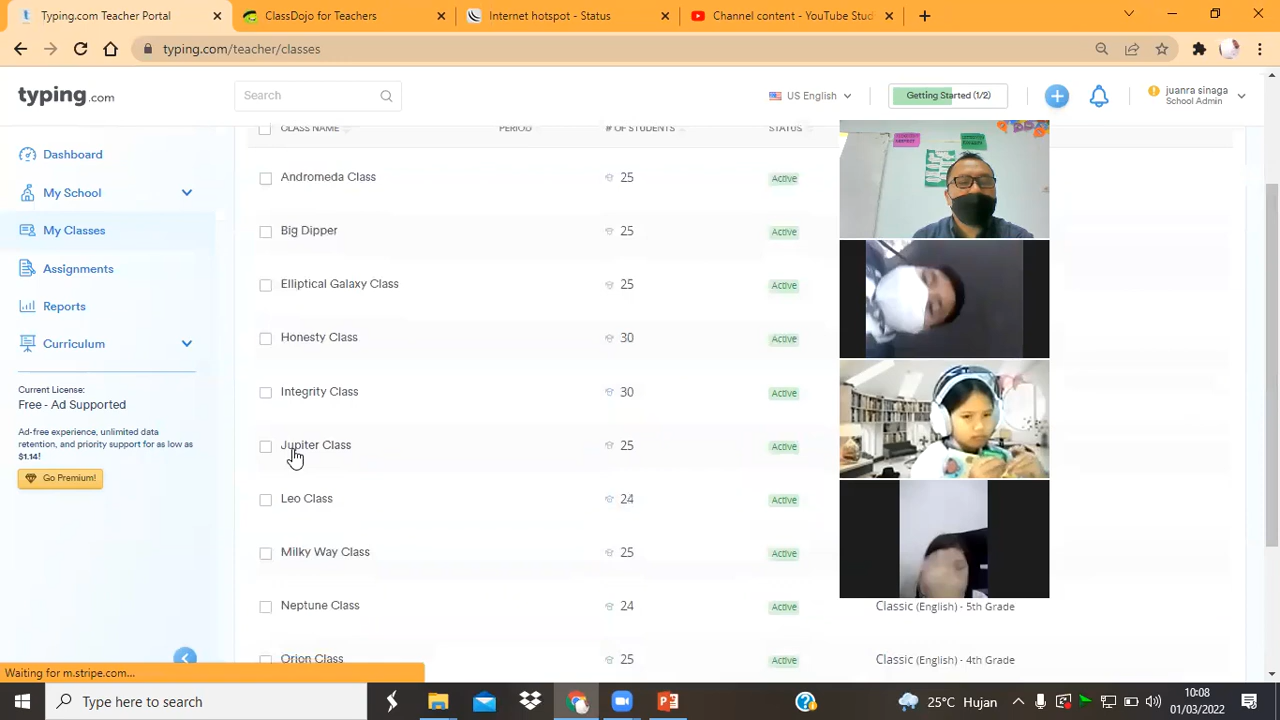 Typing.com Teacher Portal
ClassDojo for Teachers
Internet hotspot - Status
Channel content - YouTube Stud
typing.com/teacher/classes
typing.com
Search
US English
Getting Started (1/2)
juanra sinaga
School Admin
CLASS NAME
PERIOD
# OF STUDENTS
STATUS
Dashboard
My School
My Classes
Assignments
Reports
Curriculum
Current License:
Free - Ad Supported
Ad-free experience, unlimited data
retention, and priority support for as low as
$1.14!
Go Premium!
Andromeda Class 25 Active
Big Dipper 25 Active
Elliptical Galaxy Class 25 Active
Honesty Class 30 Active
Integrity Class 30 Active
Jupiter Class 25 Active
Leo Class 24 Active
Milky Way Class 25 Active
Neptune Class 24 Active Classic (English) - 5th Grade
Orion Class 25 Active Classic (English) - 4th Grade
Waiting for m.stripe.com...
Type here to search
25°C Hujan
10:08
01/03/2022